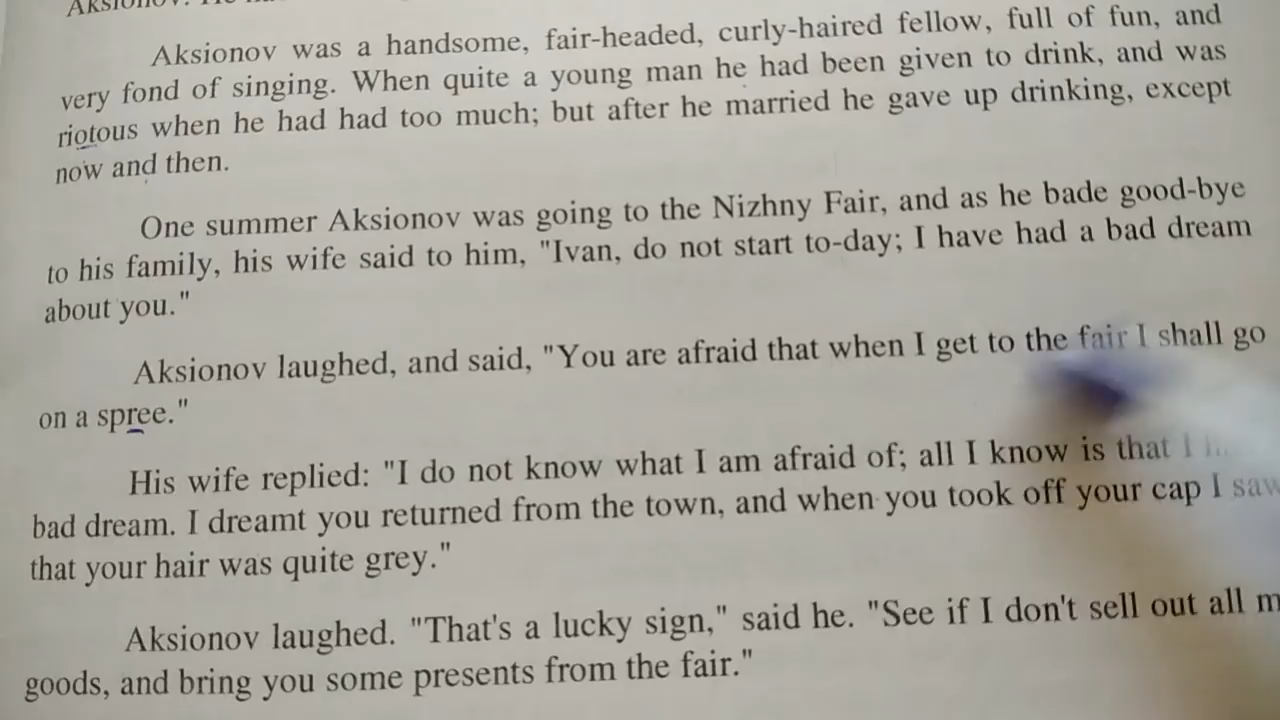 Aksionov.
Aksionov was a handsome, fair-headed, curly-haired fellow, full of fun, and
very fond of singing. When quite a young man he had been given to drink, and was
riotous when he had had too much; but after he married he gave up drinking, except
now and then.
One summer Aksionov was going to the Nizhny Fair, and as he bade good-bye
to his family, his wife said to him, "Ivan, do not start to-day; I have had a bad dream
about you."
Aksionov laughed, and said, "You are afraid that when I get to the fair I shall go
on a spree."
His wife replied: "I do not know what I am afraid of; all I know is that I
bad dream. I dreamt you returned from the town, and when you took off your cap I saw
that your hair was quite grey."
Aksionov laughed. "That's a lucky sign," said he. "See if I don't sell out all
goods, and bring you some presents from the fair."